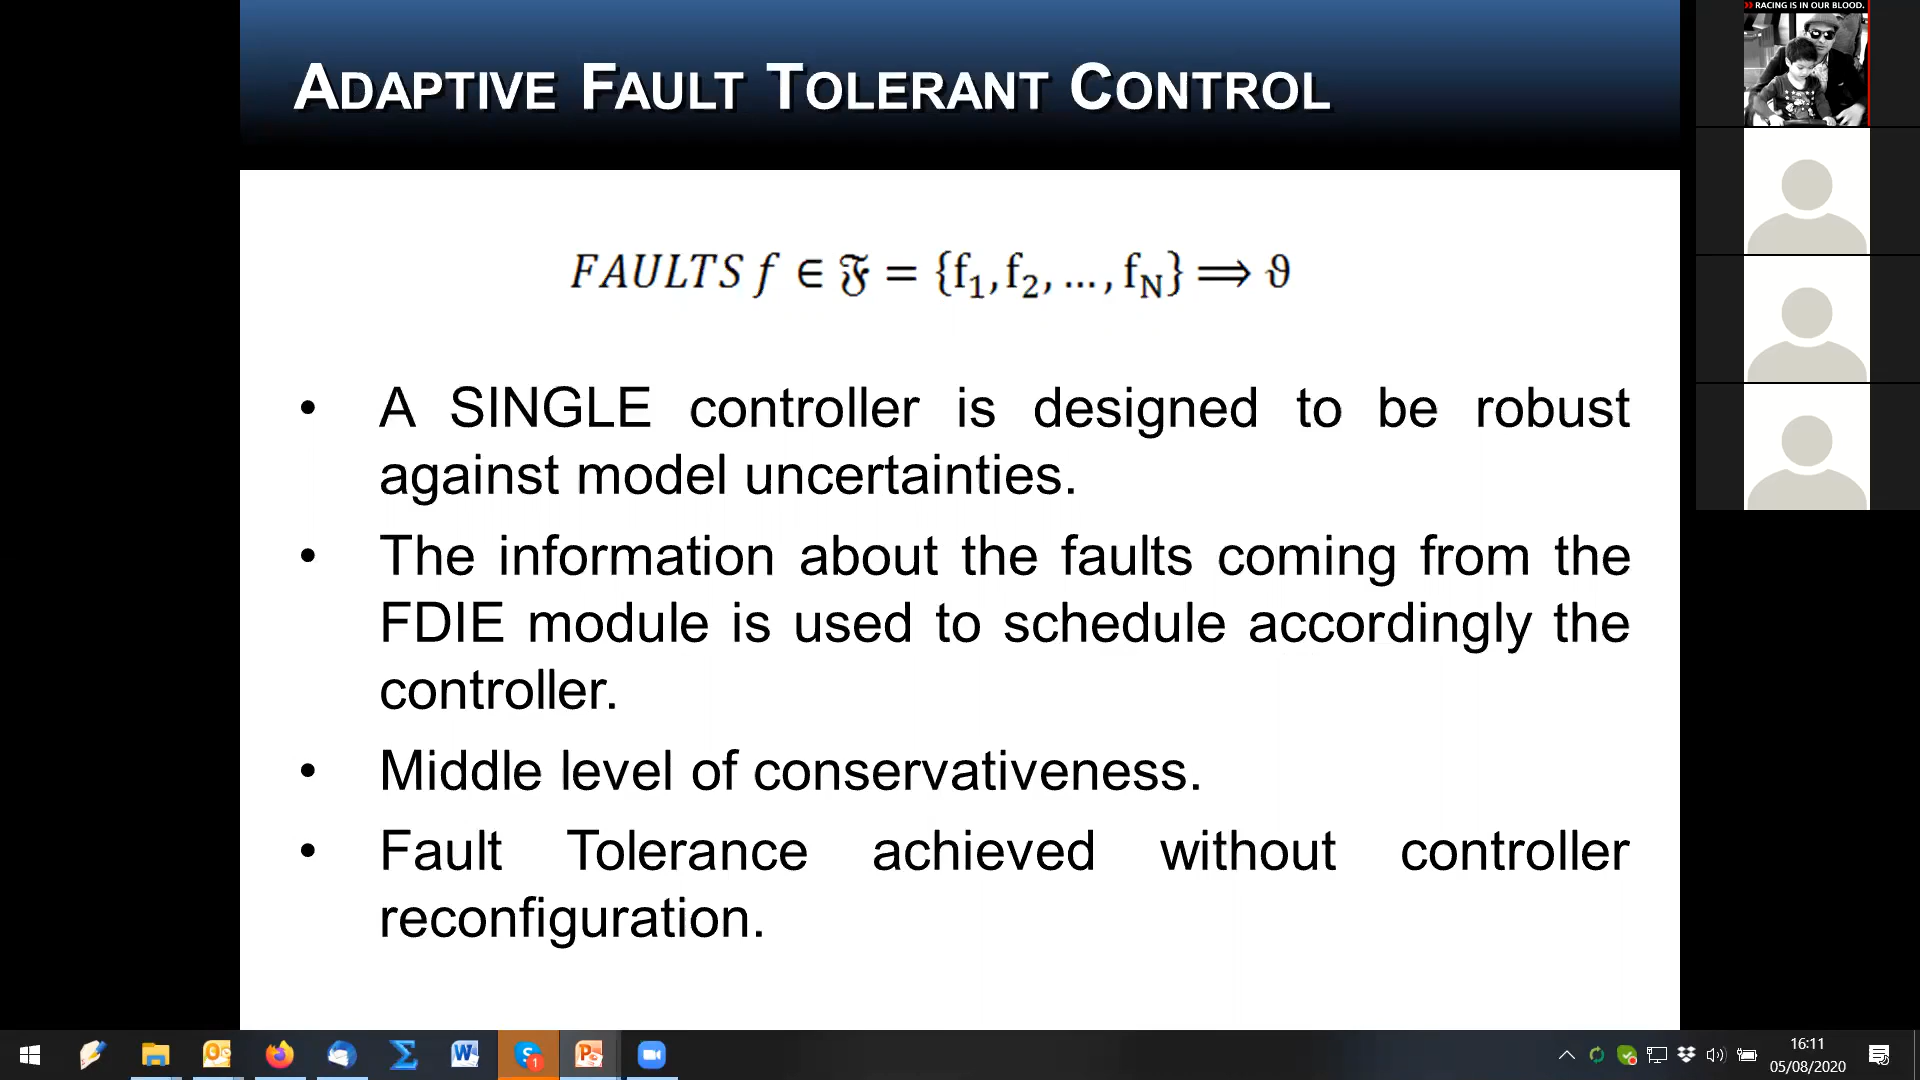 ADAPTIVE FAULT TOLERANT CONTROL
FAULTS f ∈ 𝔉 = {f₁,f₂, …, f_N} ⟹ ϑ
• A SINGLE controller is designed to be robust
against model uncertainties.
• The information about the faults coming from the
FDIE module is used to schedule accordingly the
controller.
• Middle level of conservativeness.
• Fault Tolerance achieved without controller
reconfiguration.
» RACING IS IN OUR BLOOD.
16:11
05/08/2020
1